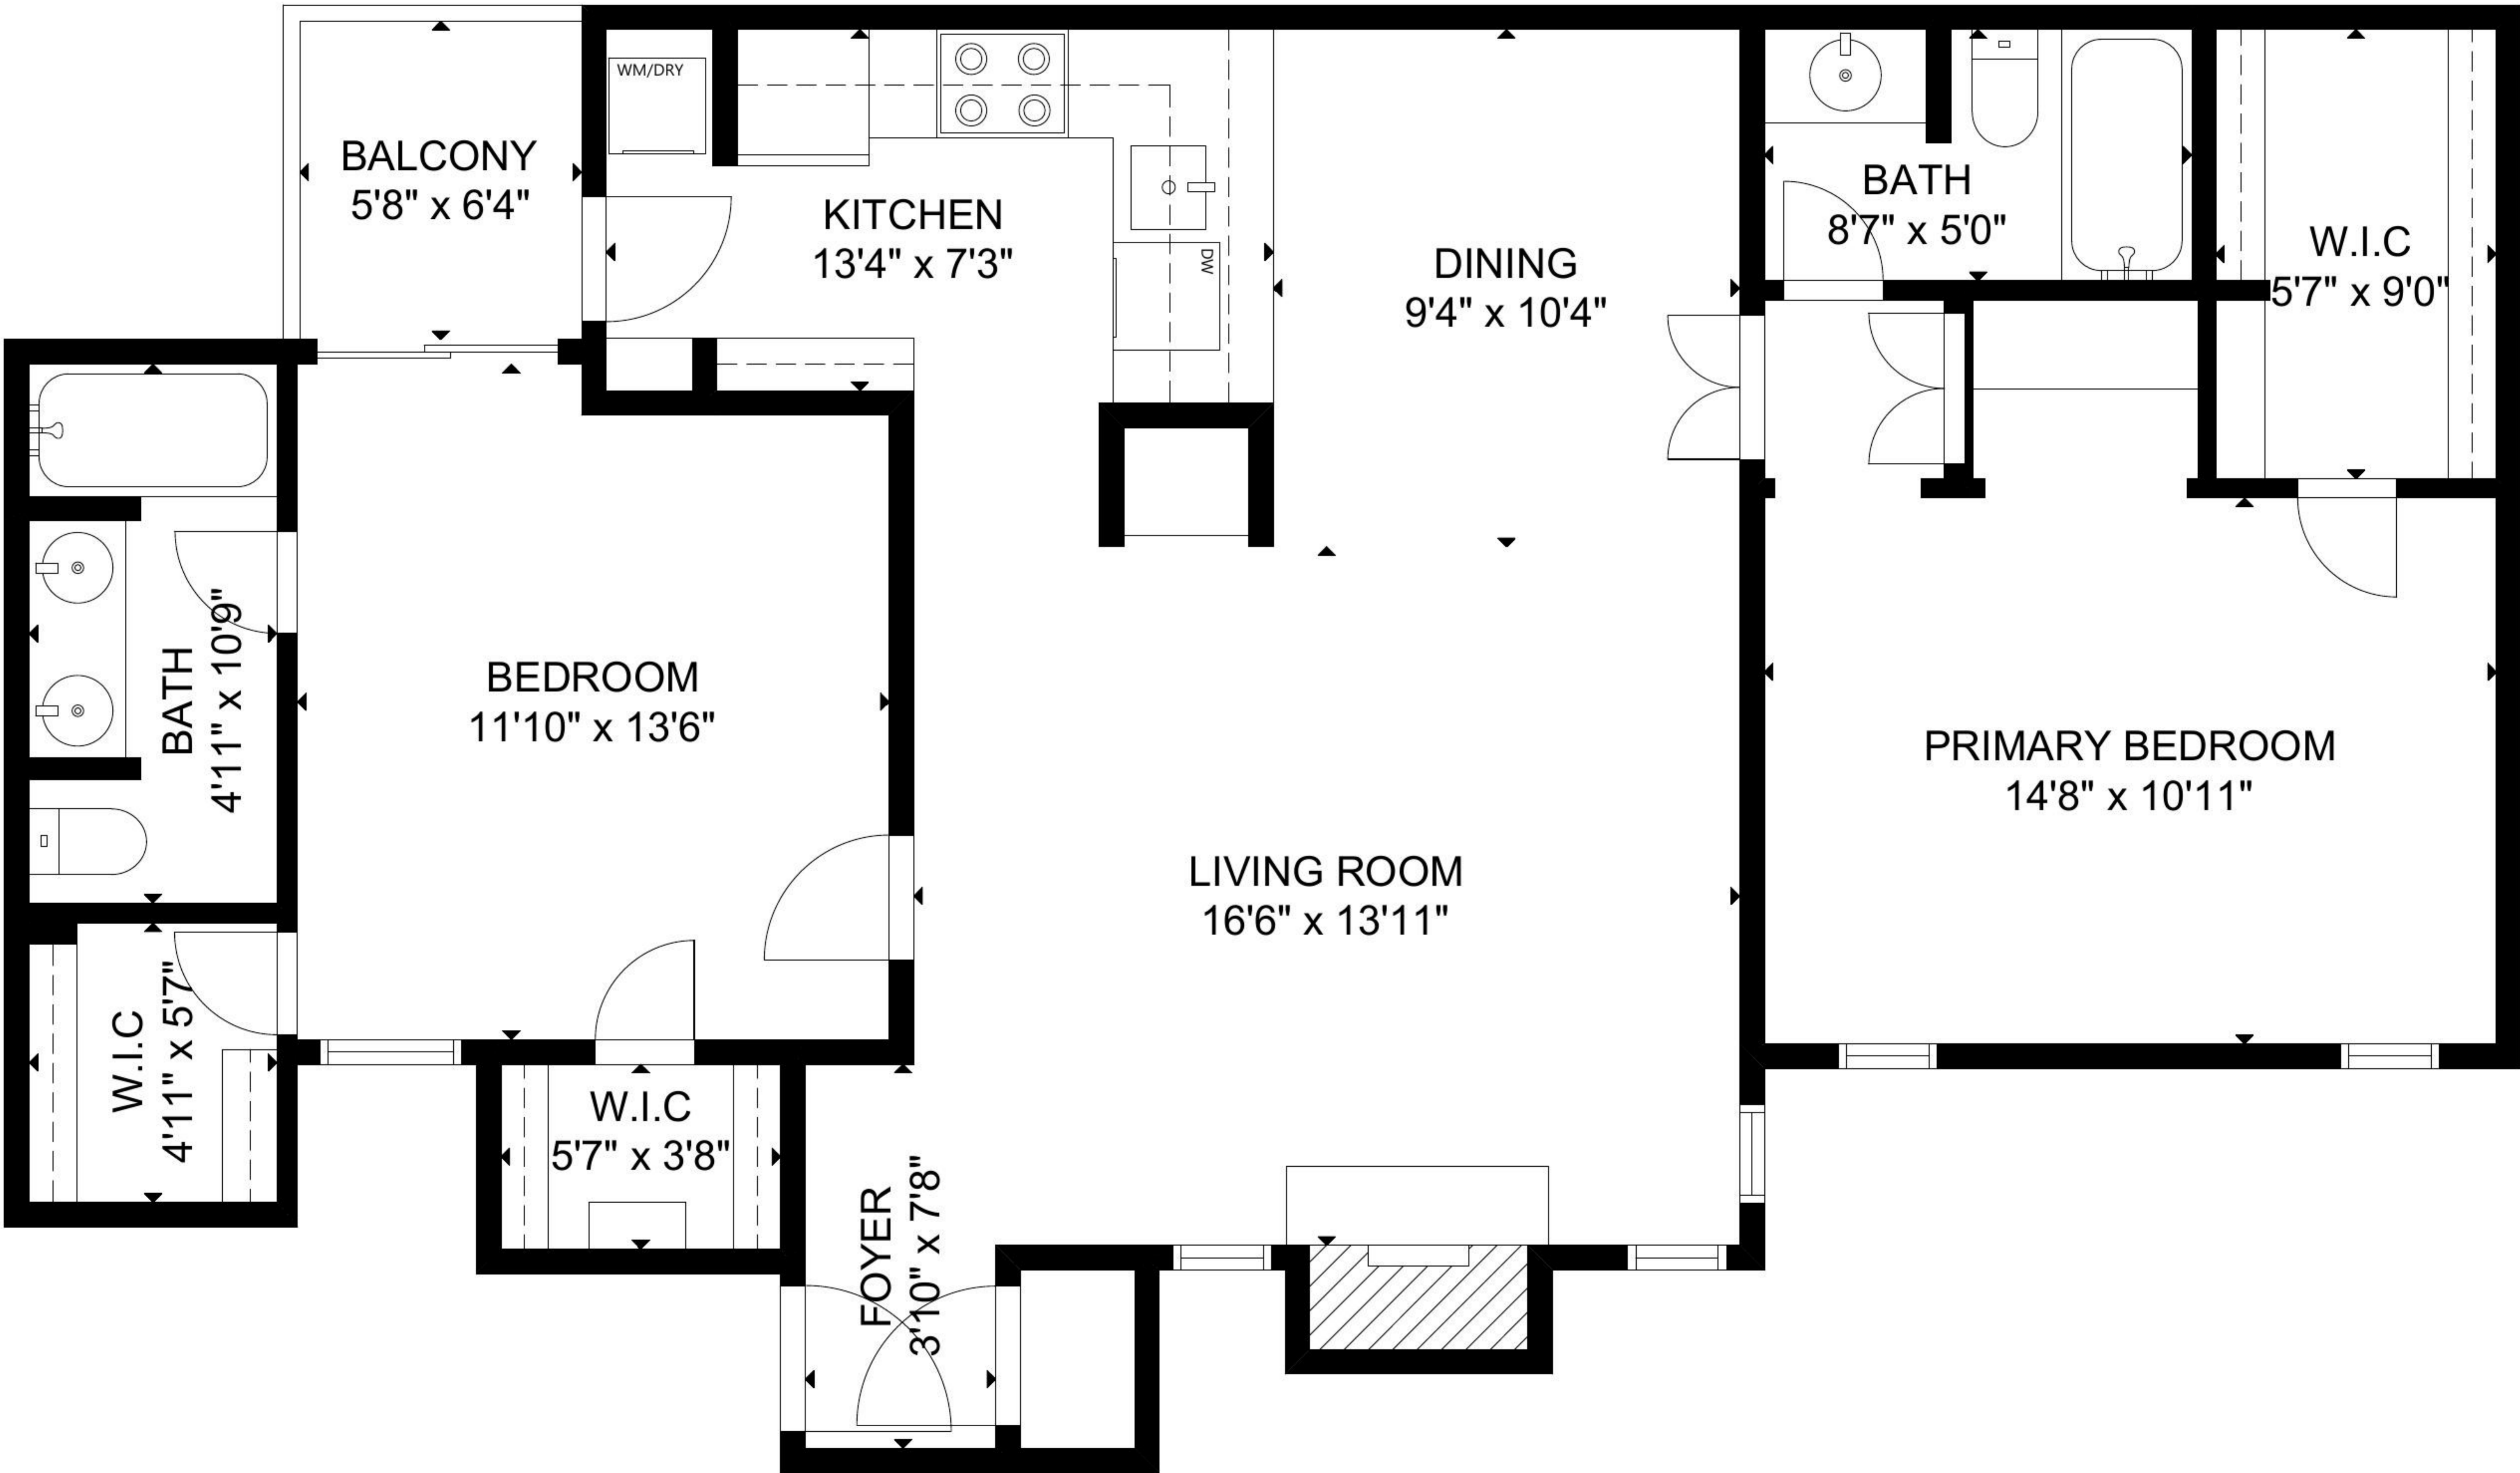 WM/DRY
BALCONY
5'8" x 6'4"
KITCHEN
13'4" x 7'3"
DW
DINING
9'4" x 10'4"
BATH
8'7" x 5'0"
W.I.C
5'7" x 9'0"
BATH
4'11" x 10'9"
BEDROOM
11'10" x 13'6"
PRIMARY BEDROOM
14'8" x 10'11"
LIVING ROOM
16'6" x 13'11"
W.I.C
4'11" x 5'7"
W.I.C
5'7" x 3'8"
FOYER
3'10" x 7'8"